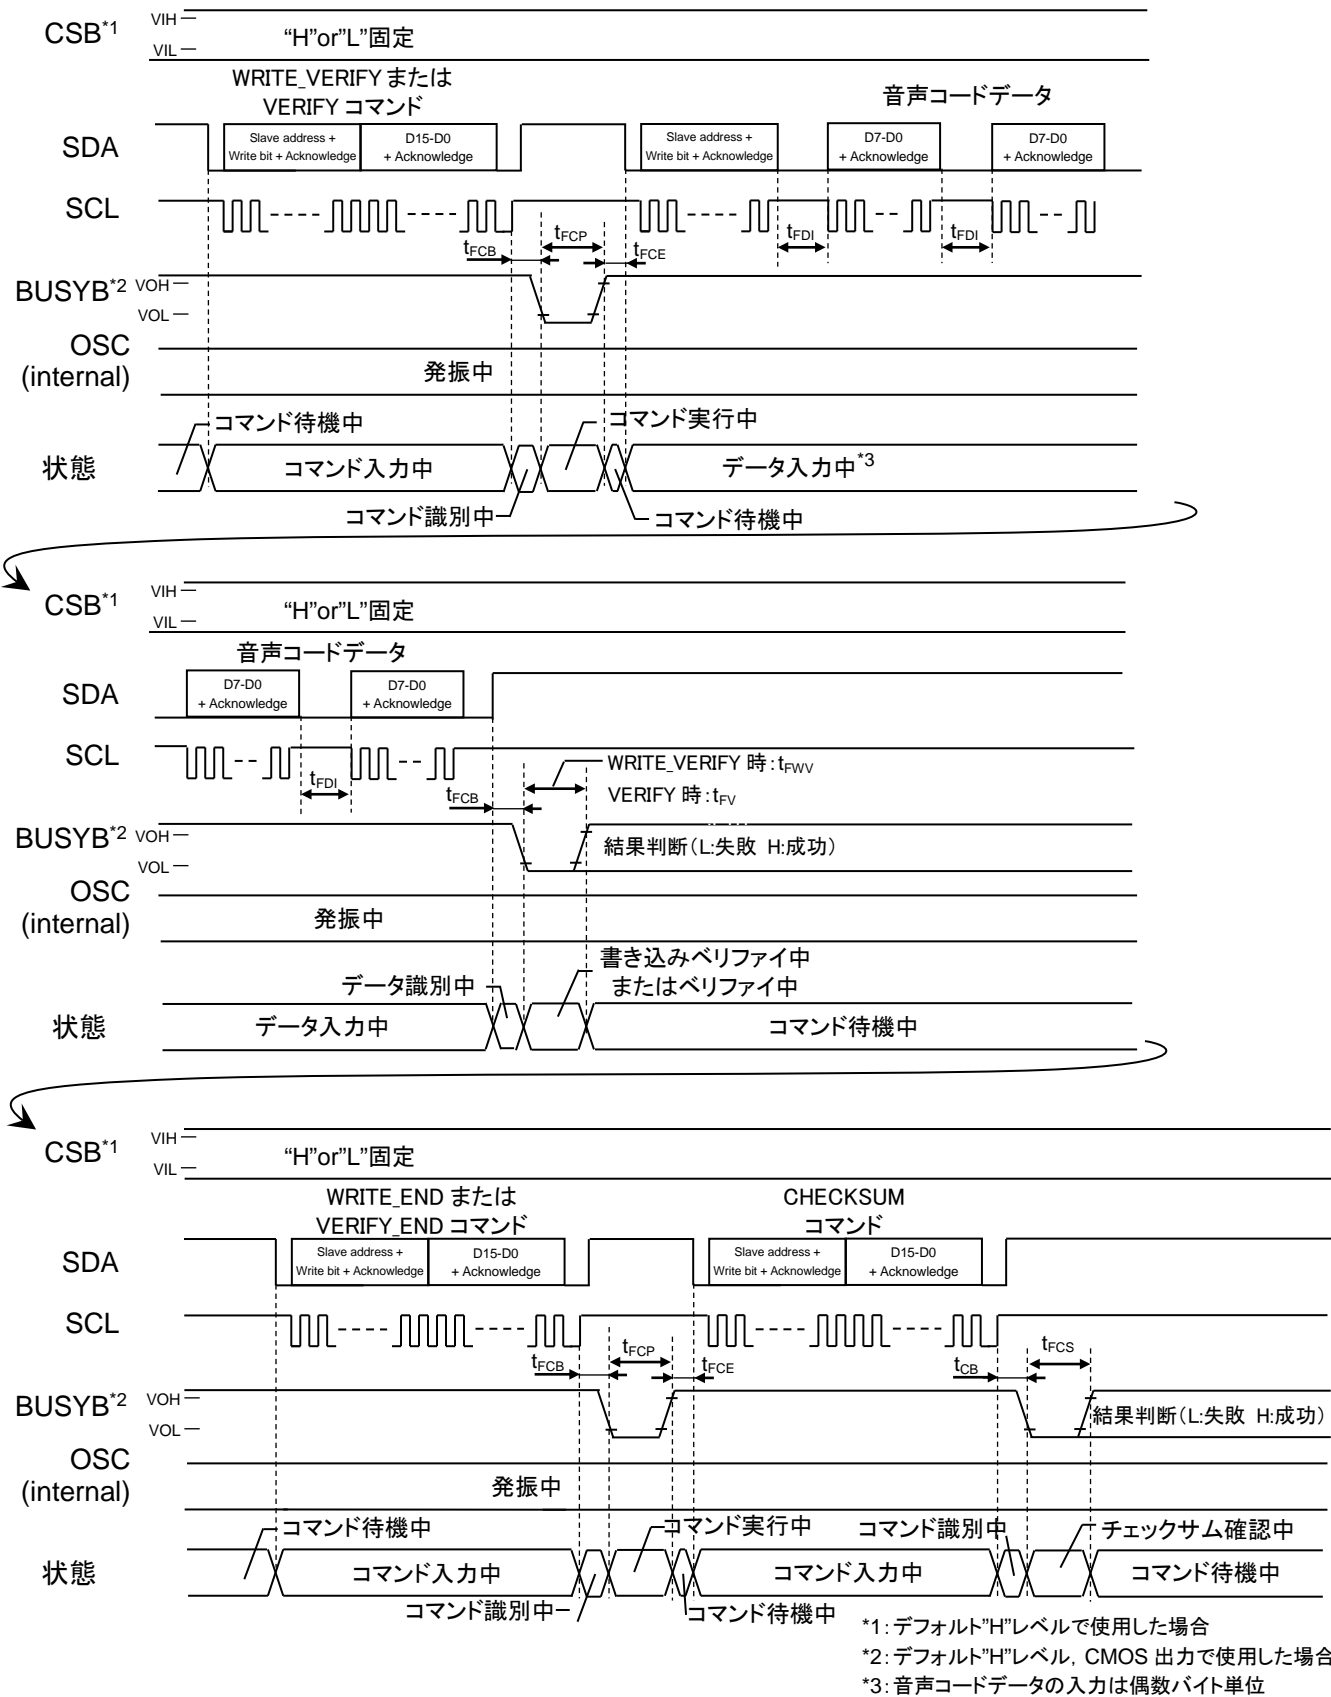 CSB*1
VIH
VIL
“H”or”L”固定
WRITE_VERIFY または
VERIFY コマンド
音声コードデータ
SDA
Slave address +
Write bit + Acknowledge
D15-D0
+ Acknowledge
Slave address +
Write bit + Acknowledge
D7-D0
+ Acknowledge
D7-D0
+ Acknowledge
SCL
tFCB
tFCP
tFCE
tFDI
tFDI
BUSYB*2
VOH
VOL
OSC
(internal)
発振中
コマンド待機中
コマンド実行中
状態
コマンド入力中
データ入力中*3
コマンド識別中
コマンド待機中
CSB*1
VIH
VIL
“H”or”L”固定
音声コードデータ
SDA
D7-D0
+ Acknowledge
D7-D0
+ Acknowledge
SCL
tFDI
tFCB
WRITE_VERIFY 時：tFWV
VERIFY 時：tFV
BUSYB*2
VOH
VOL
結果判断（L:失敗 H:成功）
OSC
(internal)
発振中
データ識別中
書き込みベリファイ中
またはベリファイ中
状態
データ入力中
コマンド待機中
CSB*1
VIH
VIL
“H”or”L”固定
WRITE_END または
VERIFY_END コマンド
CHECKSUM
コマンド
SDA
Slave address +
Write bit + Acknowledge
D15-D0
+ Acknowledge
Slave address +
Write bit + Acknowledge
D15-D0
+ Acknowledge
SCL
tFCB
tFCP
tFCE
tCB
tFCS
BUSYB*2
VOH
VOL
結果判断（L:失敗 H:成功）
OSC
(internal)
発振中
コマンド待機中
コマンド実行中
コマンド識別中
チェックサム確認中
状態
コマンド入力中
コマンド入力中
コマンド待機中
コマンド識別中
コマンド待機中
*1：デフォルト”H”レベルで使用した場合
*2：デフォルト”H”レベル，CMOS 出力で使用した場合
*3：音声コードデータの入力は偶数バイト単位